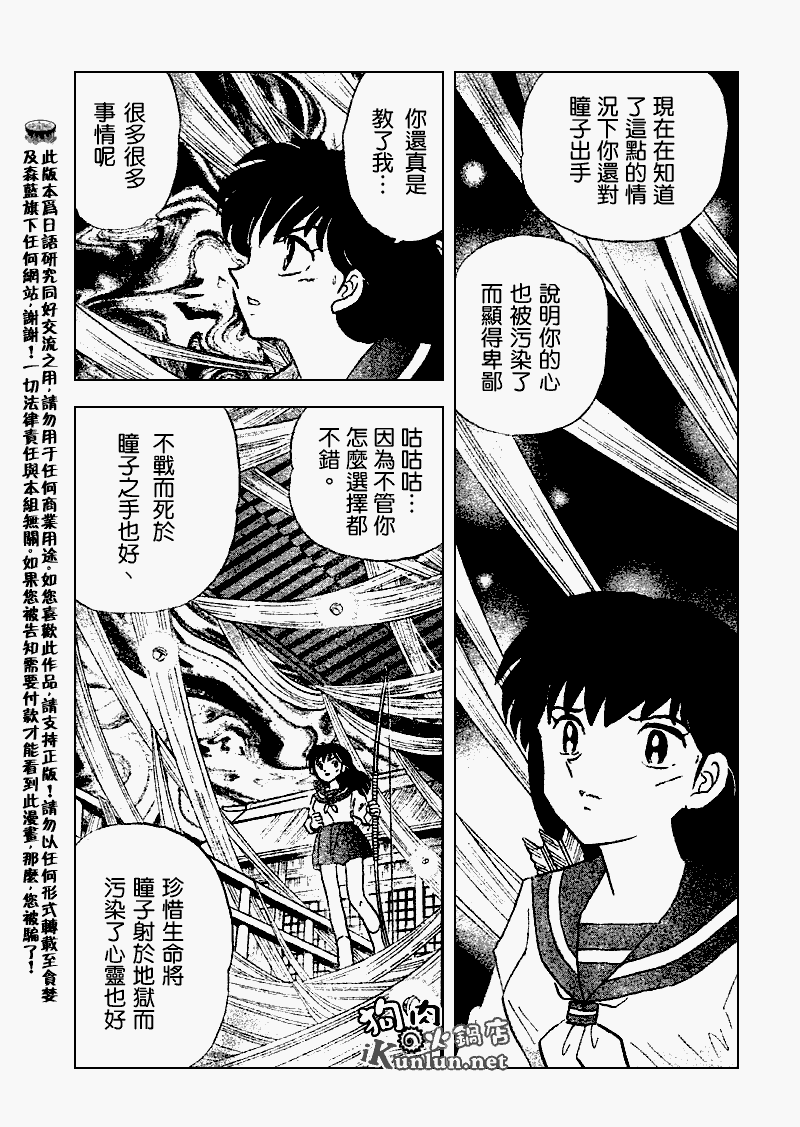 現在在知道
了這點的情
況下你還對
瞳子出手
說明你的心
也被污染了
而顯得卑鄙
你還真是
教了我…
很多很多
事情呢
咕咕咕…
因為不管你
怎麼選擇都
不錯。
不戰而死於
瞳子之手也好、
珍惜生命將
瞳子射於地獄而
污染了心靈也好
此版本爲日語研究同好交流之用,請勿用于任何商業用途。如您喜歡此作品,請支持正版!請勿以任何形式轉載至貪婪
及森藍旗下任何網站,謝謝!一切法律責任與本組無關。如果您被告知需要付款才能看到此漫畫,那麼,您被騙了!
狗肉火鍋店
iKunlun.net